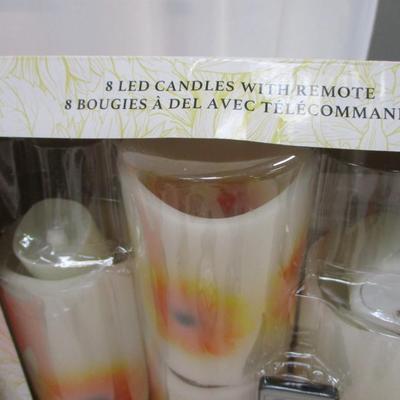 8 LED CANDLES WITH REMOTE
8 BOUGIES À DEL AVEC TÉLÉCOMMAN